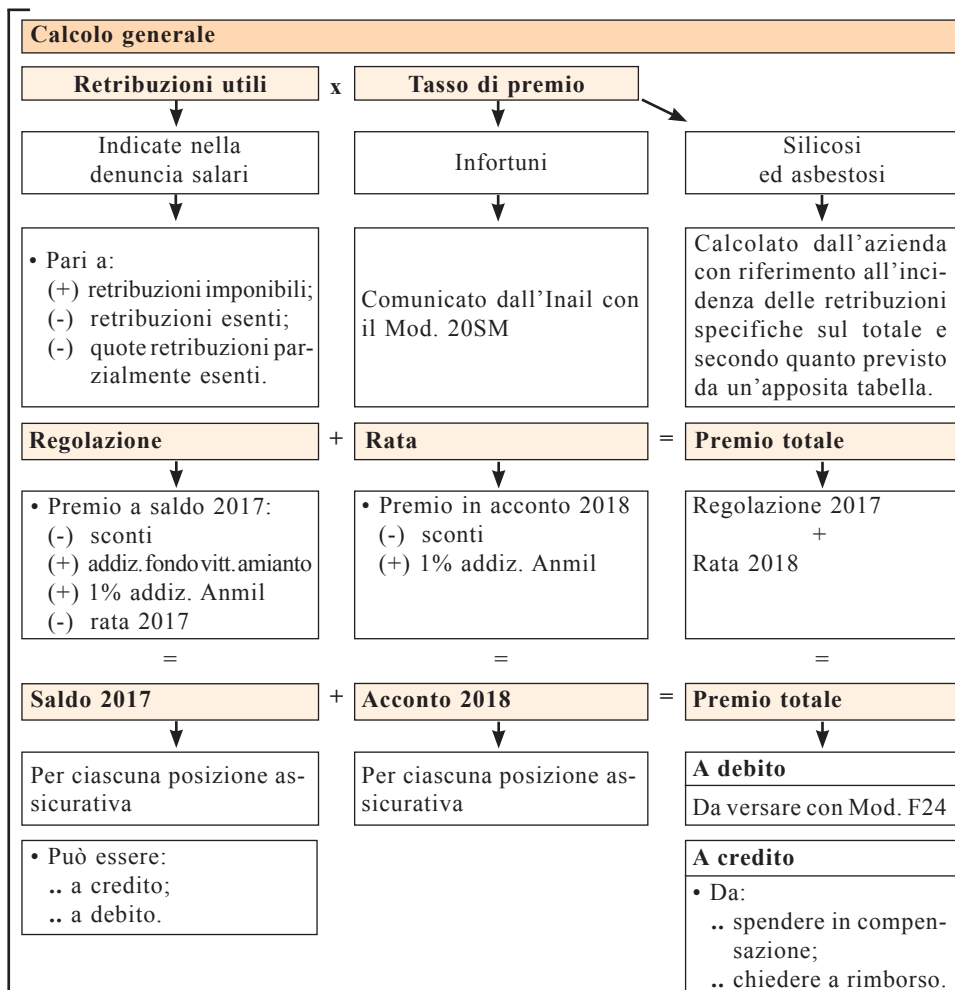 Calcolo generale
Retribuzioni utili x Tasso di premio
Indicate nella
denuncia salari
Infortuni
Silicosi
ed asbestosi
• Pari a:
(+) retribuzioni imponibili;
(-) retribuzioni esenti;
(-) quote retribuzioni par-
zialmente esenti.
Comunicato dall'Inail con
il Mod. 20SM
Calcolato dall'azienda
con riferimento all'inci-
denza delle retribuzioni
specifiche sul totale e
secondo quanto previsto
da un'apposita tabella.
Regolazione + Rata = Premio totale
• Premio a saldo 2017:
(-) sconti
(+) addiz. fondo vitt. amianto
(+) 1% addiz. Anmil
(-) rata 2017
• Premio in acconto 2018
(-) sconti
(+) 1% addiz. Anmil
Regolazione 2017
+
Rata 2018
= = =
Saldo 2017 + Acconto 2018 = Premio totale
Per ciascuna posizione as-
sicurativa
Per ciascuna posizione as-
sicurativa
A debito
Da versare con Mod. F24
• Può essere:
.. a credito;
.. a debito.
A credito
• Da:
.. spendere in compen-
sazione;
.. chiedere a rimborso.